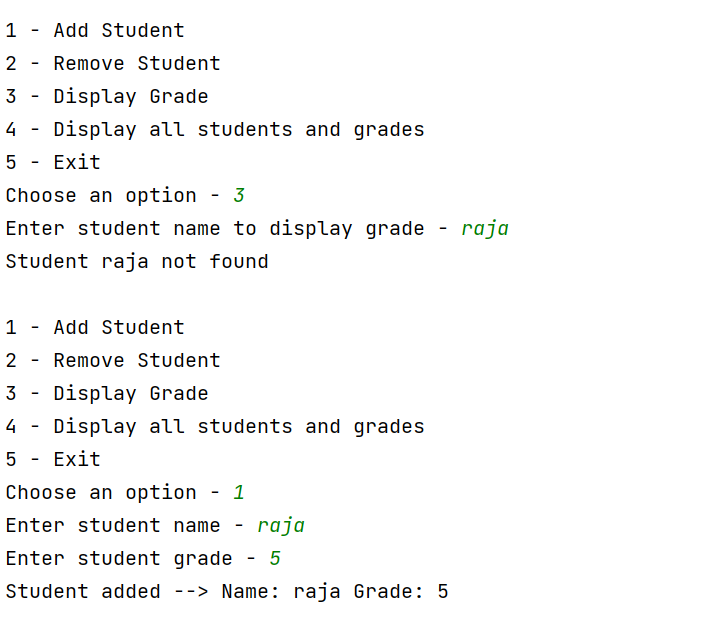 1 - Add Student
2 - Remove Student
3 - Display Grade
4 - Display all students and grades
5 - Exit
Choose an option - 3
Enter student name to display grade - raja
Student raja not found

1 - Add Student
2 - Remove Student
3 - Display Grade
4 - Display all students and grades
5 - Exit
Choose an option - 1
Enter student name - raja
Enter student grade - 5
Student added --> Name: raja Grade: 5